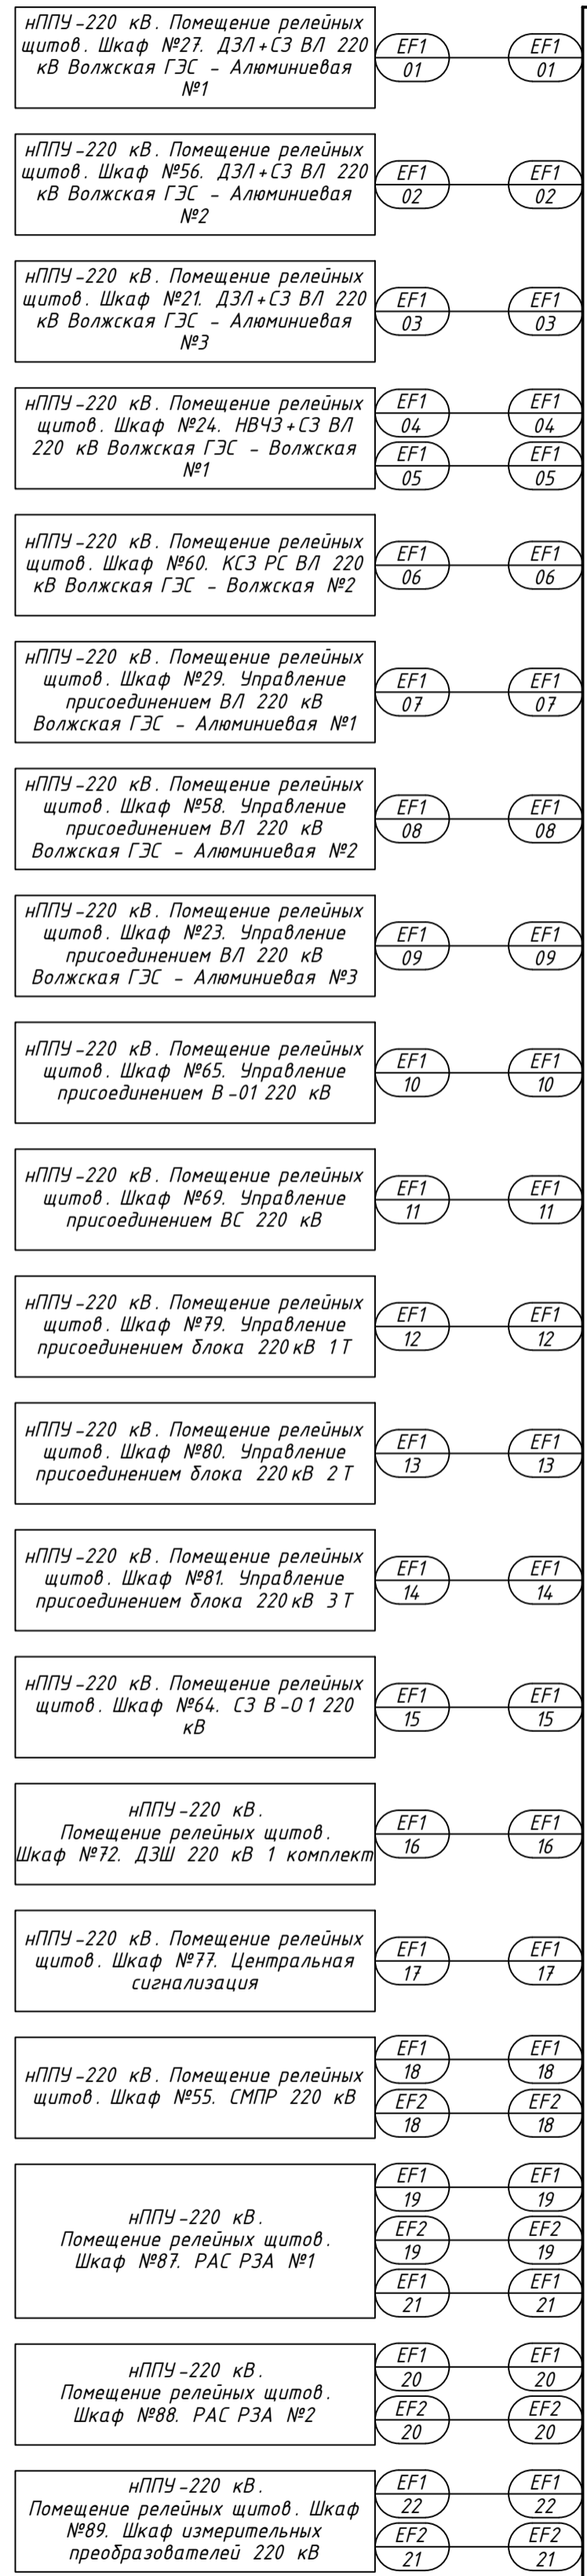 нППУ-220 кВ. Помещение релейных
щитов. Шкаф №27. ДЗЛ+СЗ ВЛ 220
кВ Волжская ГЭС - Алюминиевая
№1
EF1 EF1
01 01
нППУ-220 кВ. Помещение релейных
щитов. Шкаф №56. ДЗЛ+СЗ ВЛ 220
кВ Волжская ГЭС - Алюминиевая
№2
EF1 EF1
02 02
нППУ-220 кВ. Помещение релейных
щитов. Шкаф №21. ДЗЛ+СЗ ВЛ 220
кВ Волжская ГЭС - Алюминиевая
№3
EF1 EF1
03 03
нППУ-220 кВ. Помещение релейных
щитов. Шкаф №24. НВЧЗ+СЗ ВЛ
220 кВ Волжская ГЭС - Волжская
№1
EF1 EF1
04 04
EF1 EF1
05 05
нППУ-220 кВ. Помещение релейных
щитов. Шкаф №60. КСЗ РС ВЛ 220
кВ Волжская ГЭС - Волжская №2
EF1 EF1
06 06
нППУ-220 кВ. Помещение релейных
щитов. Шкаф №29. Управление
присоединением ВЛ 220 кВ
Волжская ГЭС - Алюминиевая №1
EF1 EF1
07 07
нППУ-220 кВ. Помещение релейных
щитов. Шкаф №58. Управление
присоединением ВЛ 220 кВ
Волжская ГЭС - Алюминиевая №2
EF1 EF1
08 08
нППУ-220 кВ. Помещение релейных
щитов. Шкаф №23. Управление
присоединением ВЛ 220 кВ
Волжская ГЭС - Алюминиевая №3
EF1 EF1
09 09
нППУ-220 кВ. Помещение релейных
щитов. Шкаф №65. Управление
присоединением В-01 220 кВ
EF1 EF1
10 10
нППУ-220 кВ. Помещение релейных
щитов. Шкаф №69. Управление
присоединением ВС 220 кВ
EF1 EF1
11 11
нППУ-220 кВ. Помещение релейных
щитов. Шкаф №79. Управление
присоединением блока 220кВ 1Т
EF1 EF1
12 12
нППУ-220 кВ. Помещение релейных
щитов. Шкаф №80. Управление
присоединением блока 220кВ 2Т
EF1 EF1
13 13
нППУ-220 кВ. Помещение релейных
щитов. Шкаф №81. Управление
присоединением блока 220кВ 3Т
EF1 EF1
14 14
нППУ-220 кВ. Помещение релейных
щитов. Шкаф №64. СЗ В-О1 220
кВ
EF1 EF1
15 15
нППУ-220 кВ.
Помещение релейных щитов.
Шкаф №72. ДЗШ 220 кВ 1 комплект
EF1 EF1
16 16
нППУ-220 кВ. Помещение релейных
щитов. Шкаф №77. Центральная
сигнализация
EF1 EF1
17 17
нППУ-220 кВ. Помещение релейных
щитов. Шкаф №55. СМПР 220 кВ
EF1 EF1
18 18
EF2 EF2
18 18
нППУ-220 кВ.
Помещение релейных щитов.
Шкаф №87. РАС РЗА №1
EF1 EF1
19 19
EF2 EF2
19 19
EF1 EF1
21 21
нППУ-220 кВ.
Помещение релейных щитов.
Шкаф №88. РАС РЗА №2
EF1 EF1
20 20
EF2 EF2
20 20
нППУ-220 кВ.
Помещение релейных щитов. Шкаф
№89. Шкаф измерительных
преобразователей 220 кВ
EF1 EF1
22 22
EF2 EF2
21 21